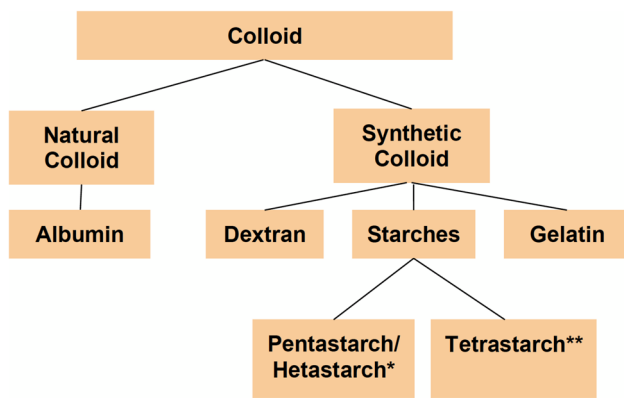 Colloid
Natural
Colloid
Synthetic
Colloid
Albumin
Dextran
Starches
Gelatin
Pentastarch/
Hetastarch*
Tetrastarch**